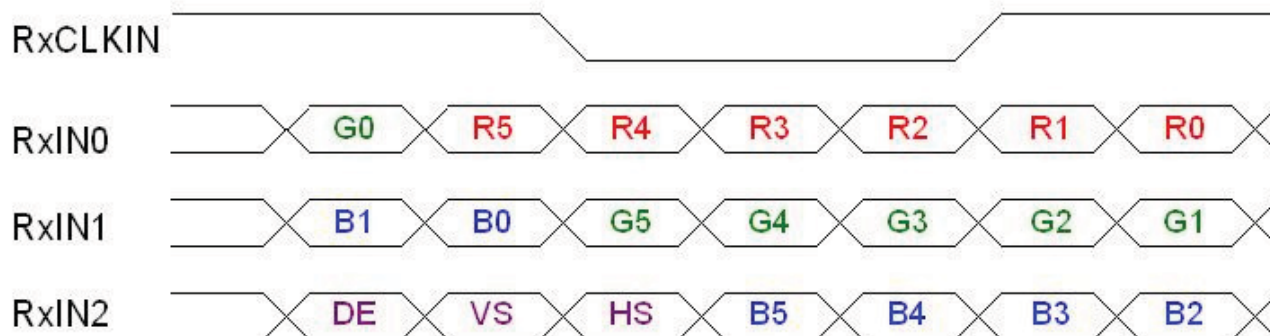 RxCLKIN
RxIN0 G0 R5 R4 R3 R2 R1 R0
RxIN1 B1 B0 G5 G4 G3 G2 G1
RxIN2 DE VS HS B5 B4 B3 B2